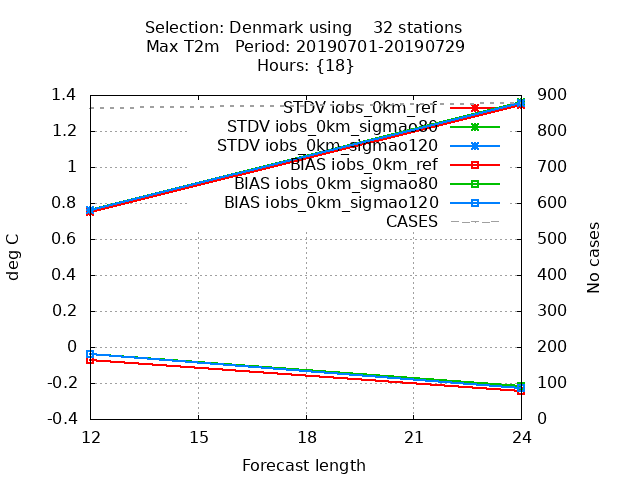 Selection: Denmark using    32 stations
Max T2m   Period: 20190701-20190729
Hours: {18}
STDV iobs_0km_ref
STDV iobs_0km_sigmao80
STDV iobs_0km_sigmao120
BIAS iobs_0km_ref
BIAS iobs_0km_sigmao80
BIAS iobs_0km_sigmao120
CASES
1.4
1.2
1
0.8
0.6
0.4
0.2
0
-0.2
-0.4
deg C
900
800
700
600
500
400
300
200
100
0
No cases
12 15 18 21 24
Forecast length